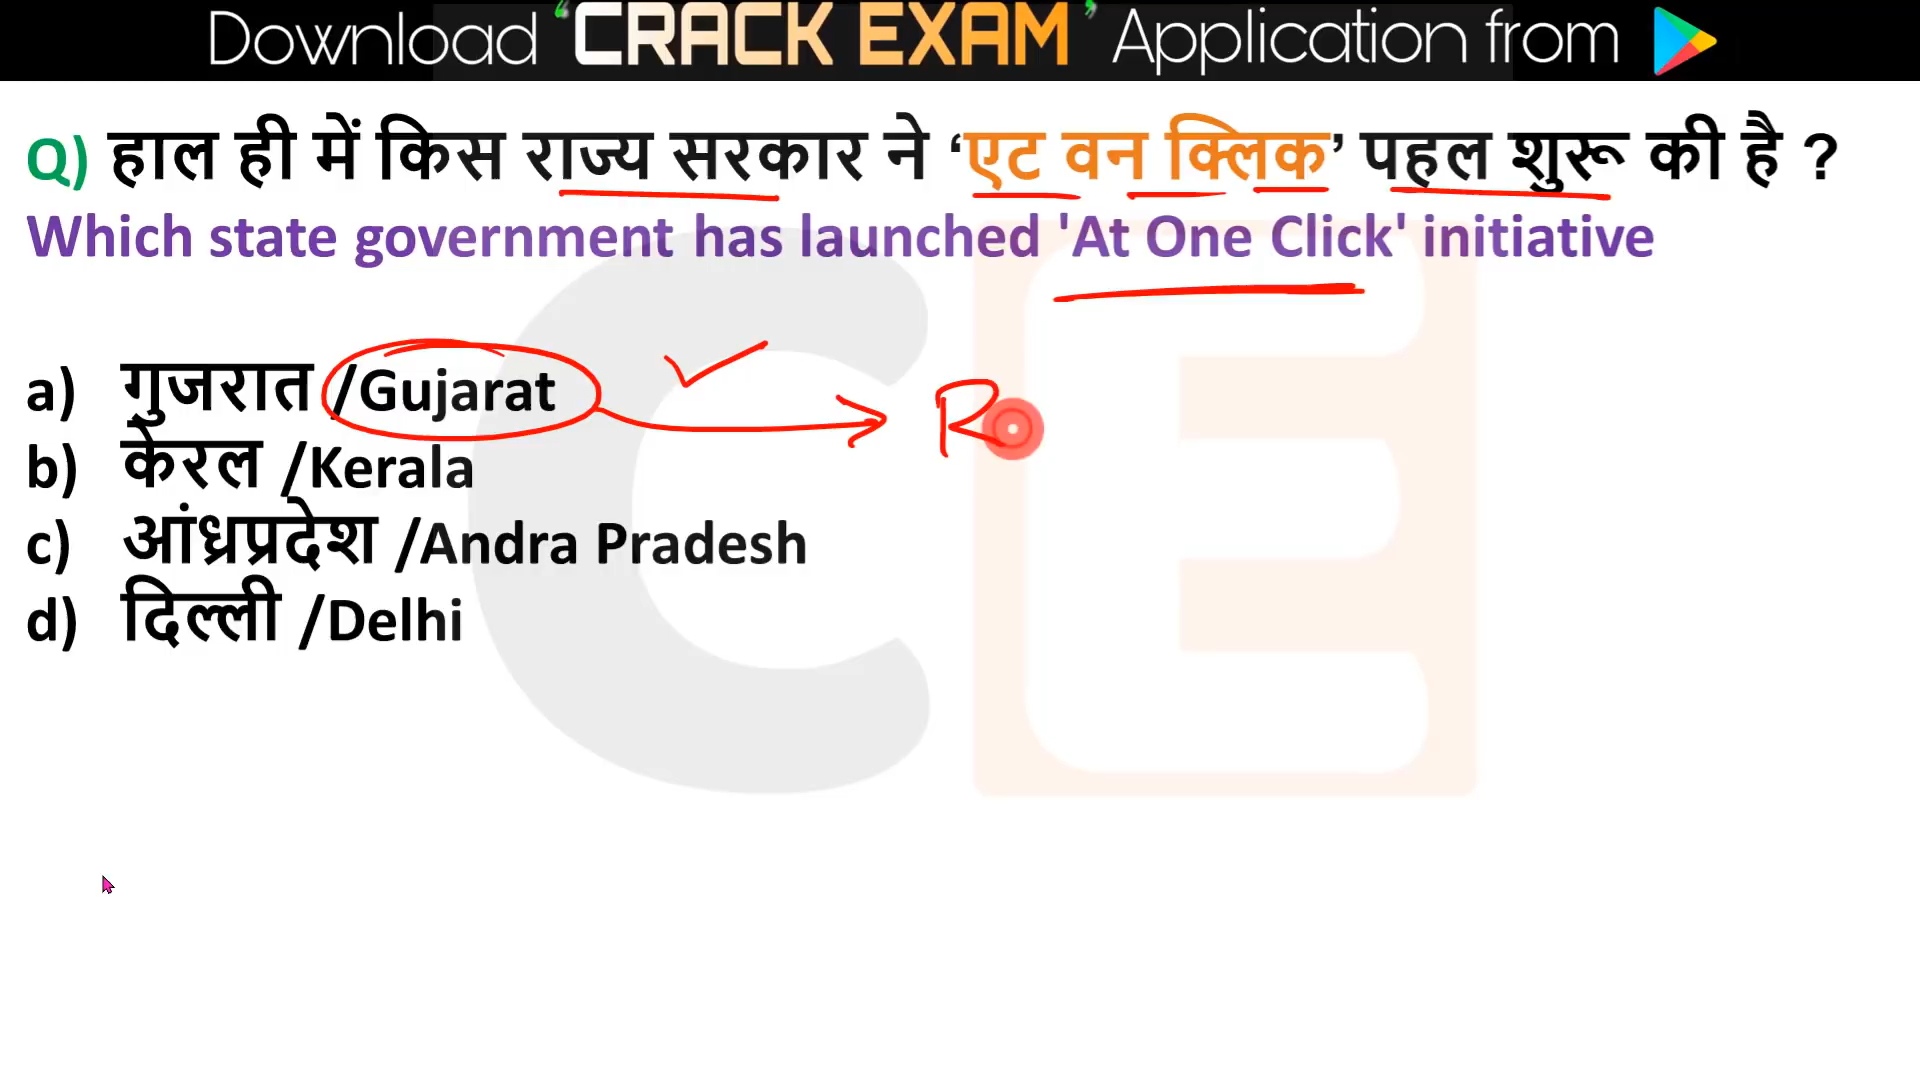 Download ‘CRACK EXAM’ Application from
Q) हाल ही में किस राज्य सरकार ने ‘एट वन क्लिक’ पहल शुरू की है ?
Which state government has launched 'At One Click' initiative
a) गुजरात /Gujarat
R
b) केरल /Kerala
c) आंध्रप्रदेश /Andra Pradesh
d) दिल्ली /Delhi
CE